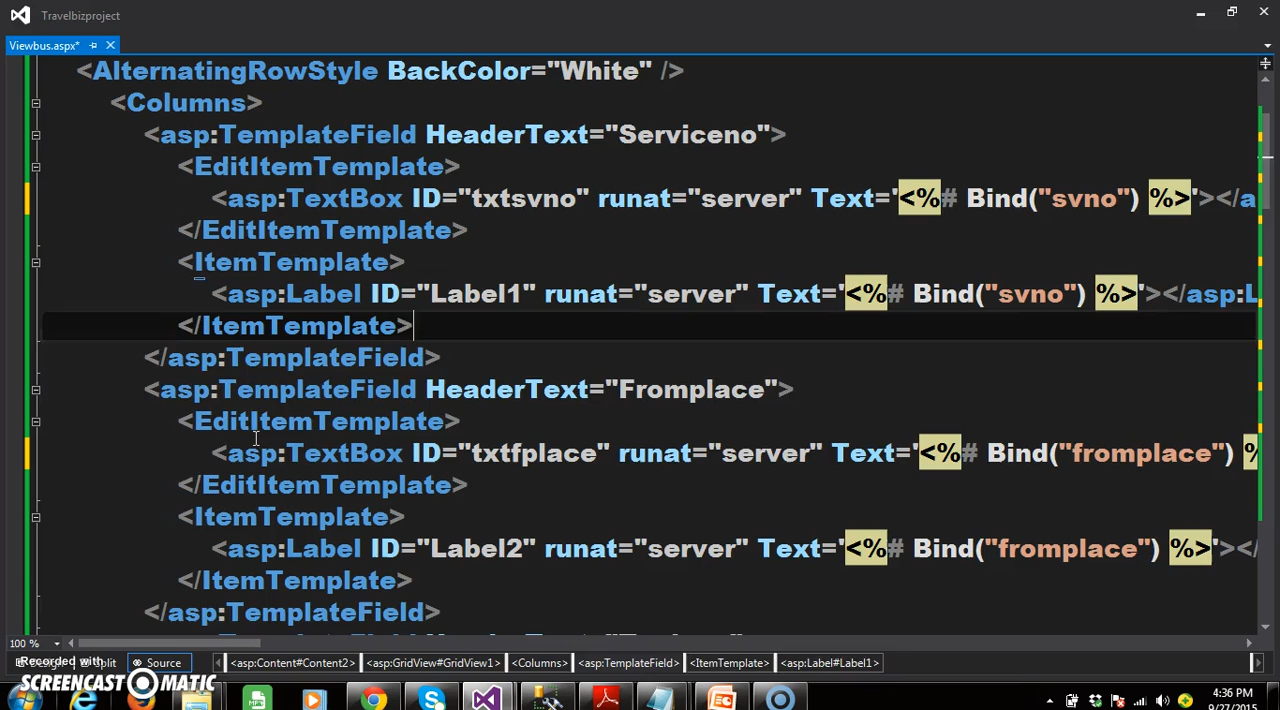 Travelbizproject
Viewbus.aspx*
<AlternatingRowStyle BackColor="White" />
<Columns>
<asp:TemplateField HeaderText="Serviceno">
<EditItemTemplate>
<asp:TextBox ID="txtsvno" runat="server" Text='<%# Bind("svno") %>'></a
</EditItemTemplate>
<ItemTemplate>
<asp:Label ID="Label1" runat="server" Text='<%# Bind("svno") %>'></asp:L
</ItemTemplate>
</asp:TemplateField>
<asp:TemplateField HeaderText="Fromplace">
<EditItemTemplate>
<asp:TextBox ID="txtfplace" runat="server" Text='<%# Bind("fromplace") %
</EditItemTemplate>
<ItemTemplate>
<asp:Label ID="Label2" runat="server" Text='<%# Bind("fromplace") %>'></
</ItemTemplate>
</asp:TemplateField>
100 %
Split Source <asp:Content#Content2> <asp:GridView#GridView1> <Columns> <asp:TemplateField> <ItemTemplate> <asp:Label#Label1>
Recorded with
SCREENCAST MATIC
4:36 PM
9/27/2015